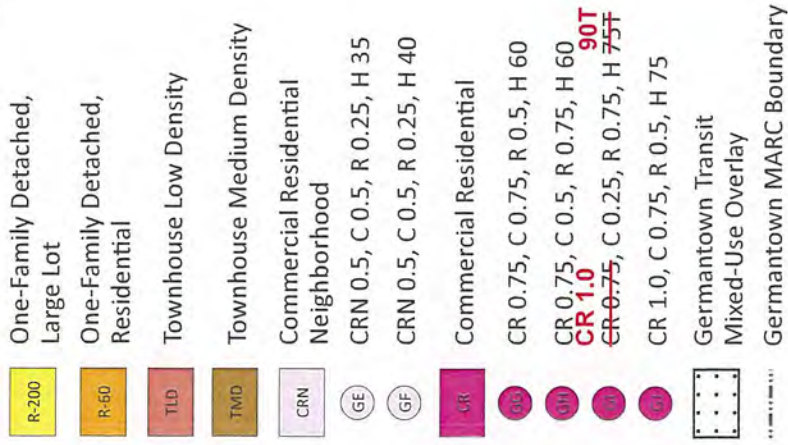 R-200 One-Family Detached,
Large Lot
R-60 One-Family Detached,
Residential
TLD Townhouse Low Density
TMD Townhouse Medium Density
CRN Commercial Residential
Neighborhood
GE CRN 0.5, C 0.5, R 0.25, H 35
GF CRN 0.5, C 0.5, R 0.25, H 40
CR Commercial Residential
GG CR 0.75, C 0.75, R 0.5, H 60
GH CR 0.75, C 0.5, R 0.75, H 60
CR 1.0 90T
GI CR 0.75, C 0.25, R 0.75, H 75T
GJ CR 1.0, C 0.75, R 0.5, H 75
Germantown Transit
Mixed-Use Overlay
Germantown MARC Boundary